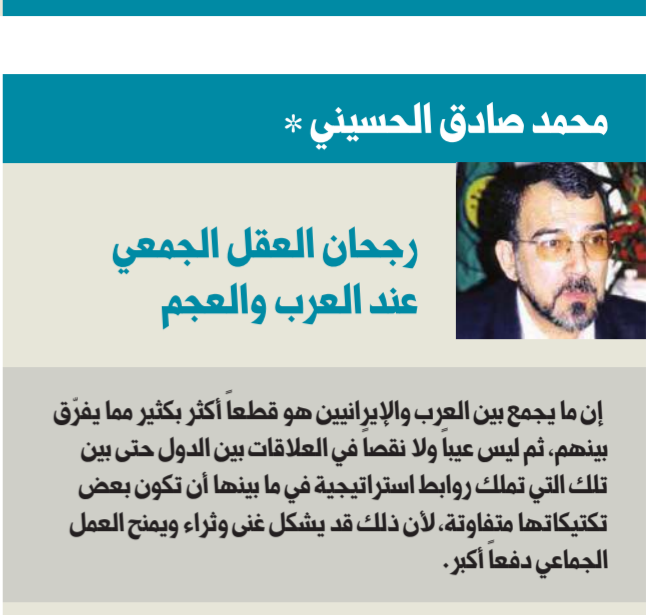 محمد صادق الحسيني *
رجحان العقل الجمعي
عند العرب والعجم
إن ما يجمع بين العرب والإيرانيين هو قطعاً أكثر بكثير مما يفرّق
بينهم، ثم ليس عيباً ولا نقصاً في العلاقات بين الدول حتى بين
تلك التي تملك روابط استراتيجية في ما بينها أن تكون بعض
تكتيكاتها متفاوتة، لأن ذلك قد يشكل غنى وثراء ويمنح العمل
الجماعي دفعاً أكبر.